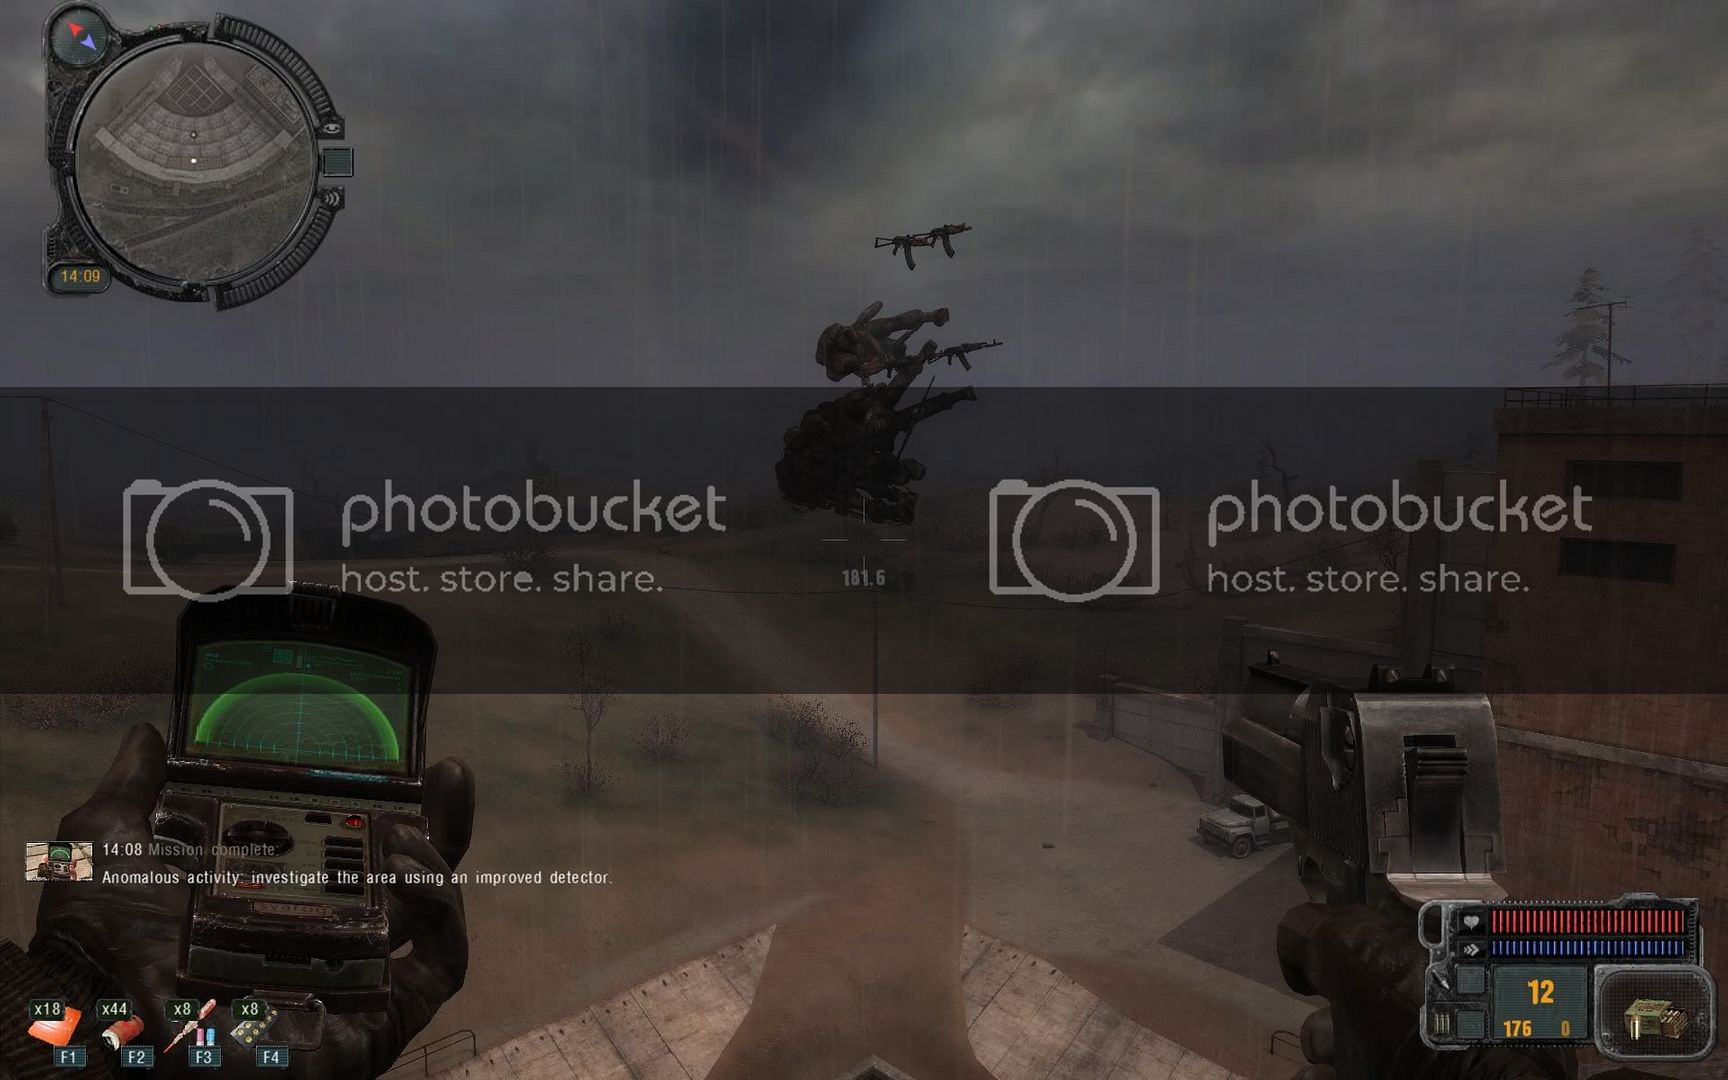 14:09
photobucket photobucket
host. store. share. host. store. share.
181.6
14:08 Mission complete:
Anomalous activity: investigate the area using an improved detector.
svarog
x18 x44 x8 x8
F1 F2 F3 F4
12
176 0